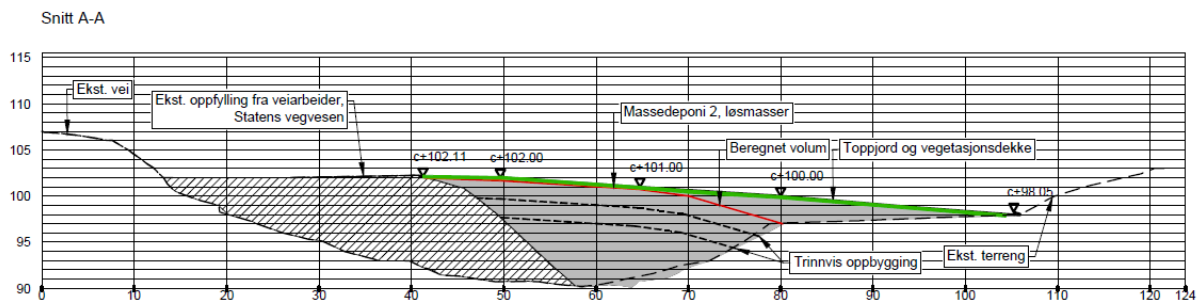 Snitt A-A
115
110
105
100
95
90
Ekst. vei
Ekst. oppfylling fra veiarbeider,
Statens vegvesen
Massedeponi 2, løsmasser
Beregnet volum
Toppjord og vegetasjonsdekke
c+102.11
c+102.00
c+101.00
c+100.00
c+98.05
Trinnvis oppbygging
Ekst. terreng
0 10 20 30 40 50 60 70 80 90 100 110 120 124